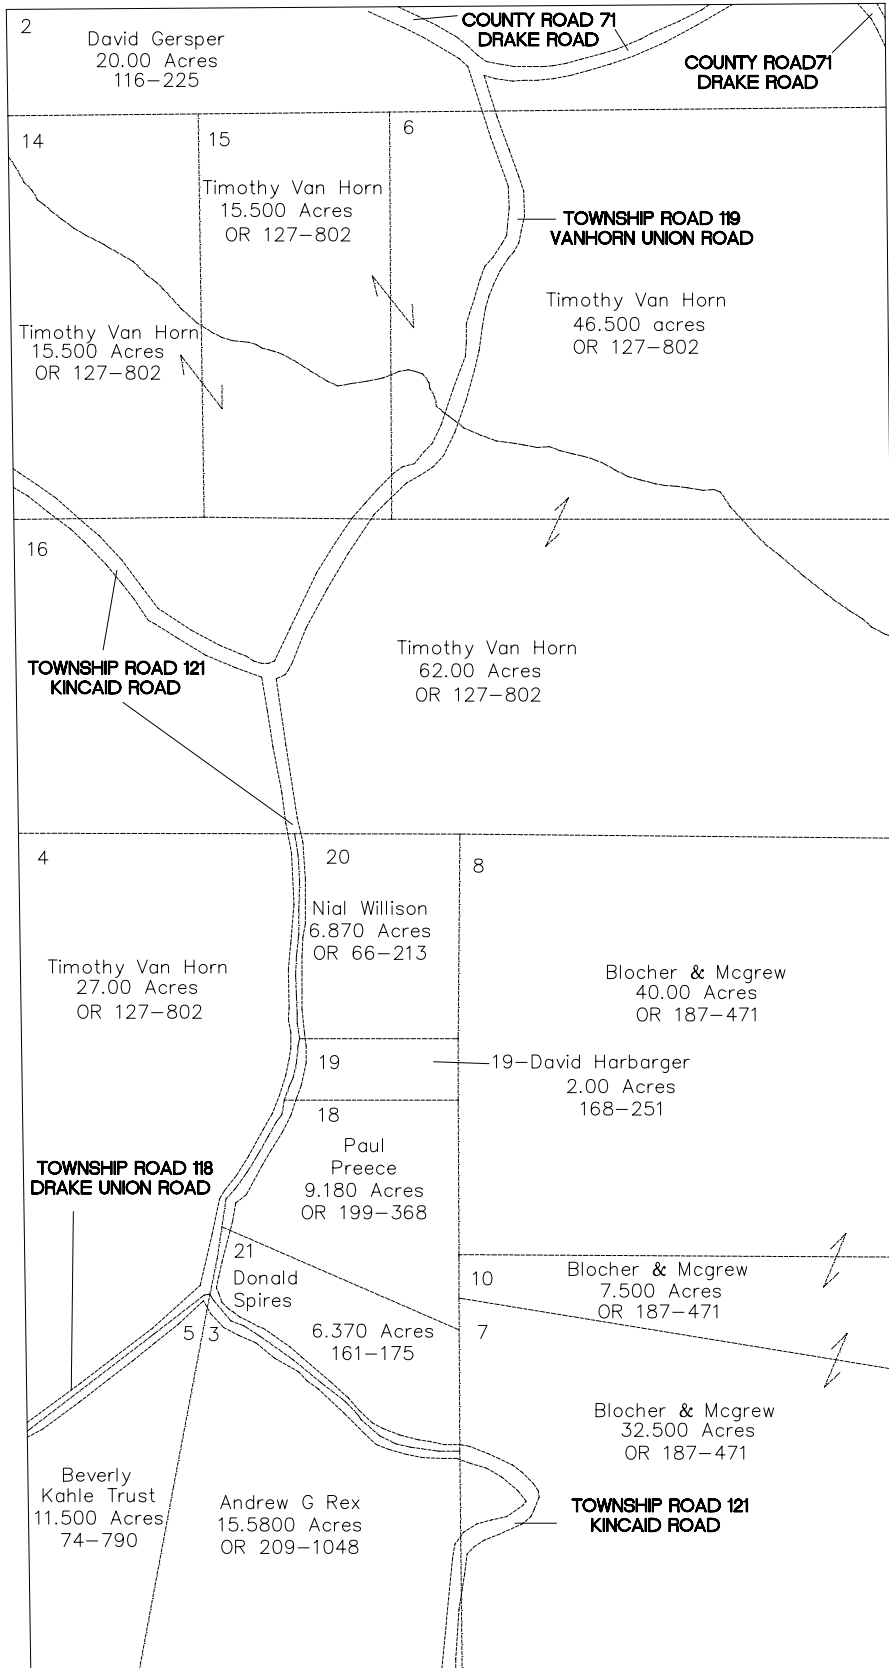 2
David Gersper
20.00 Acres
116-225
COUNTY ROAD 71
DRAKE ROAD
COUNTY ROAD71
DRAKE ROAD
14
15
6
Timothy Van Horn
15.500 Acres
OR 127-802
TOWNSHIP ROAD 119
VANHORN UNION ROAD
Timothy Van Horn
46.500 acres
OR 127-802
Timothy Van Horn
15.500 Acres
OR 127-802
16
Timothy Van Horn
62.00 Acres
OR 127-802
TOWNSHIP ROAD 121
KINCAID ROAD
4
20
8
Nial Willison
6.870 Acres
OR 66-213
Timothy Van Horn
27.00 Acres
OR 127-802
Blocher & Mcgrew
40.00 Acres
OR 187-471
19
19-David Harbarger
2.00 Acres
168-251
18
Paul
Preece
9.180 Acres
OR 199-368
TOWNSHIP ROAD 118
DRAKE UNION ROAD
21
Donald
Spires
6.370 Acres
161-175
10
Blocher & Mcgrew
7.500 Acres
OR 187-471
5
3
7
Blocher & Mcgrew
32.500 Acres
OR 187-471
Beverly
Kahle Trust
11.500 Acres
74-790
Andrew G Rex
15.5800 Acres
OR 209-1048
TOWNSHIP ROAD 121
KINCAID ROAD